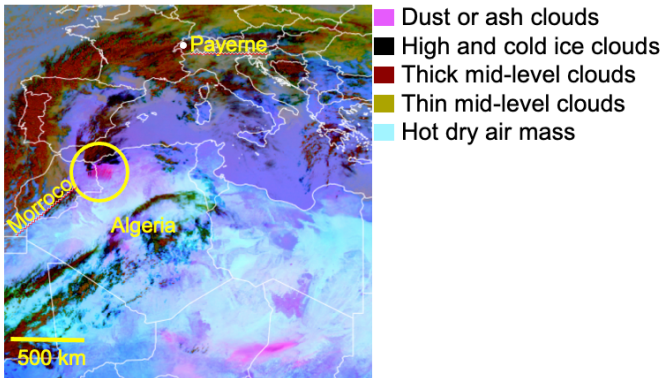 Payerne
Morroco
Algeria
500 km
Dust or ash clouds
High and cold ice clouds
Thick mid-level clouds
Thin mid-level clouds
Hot dry air mass